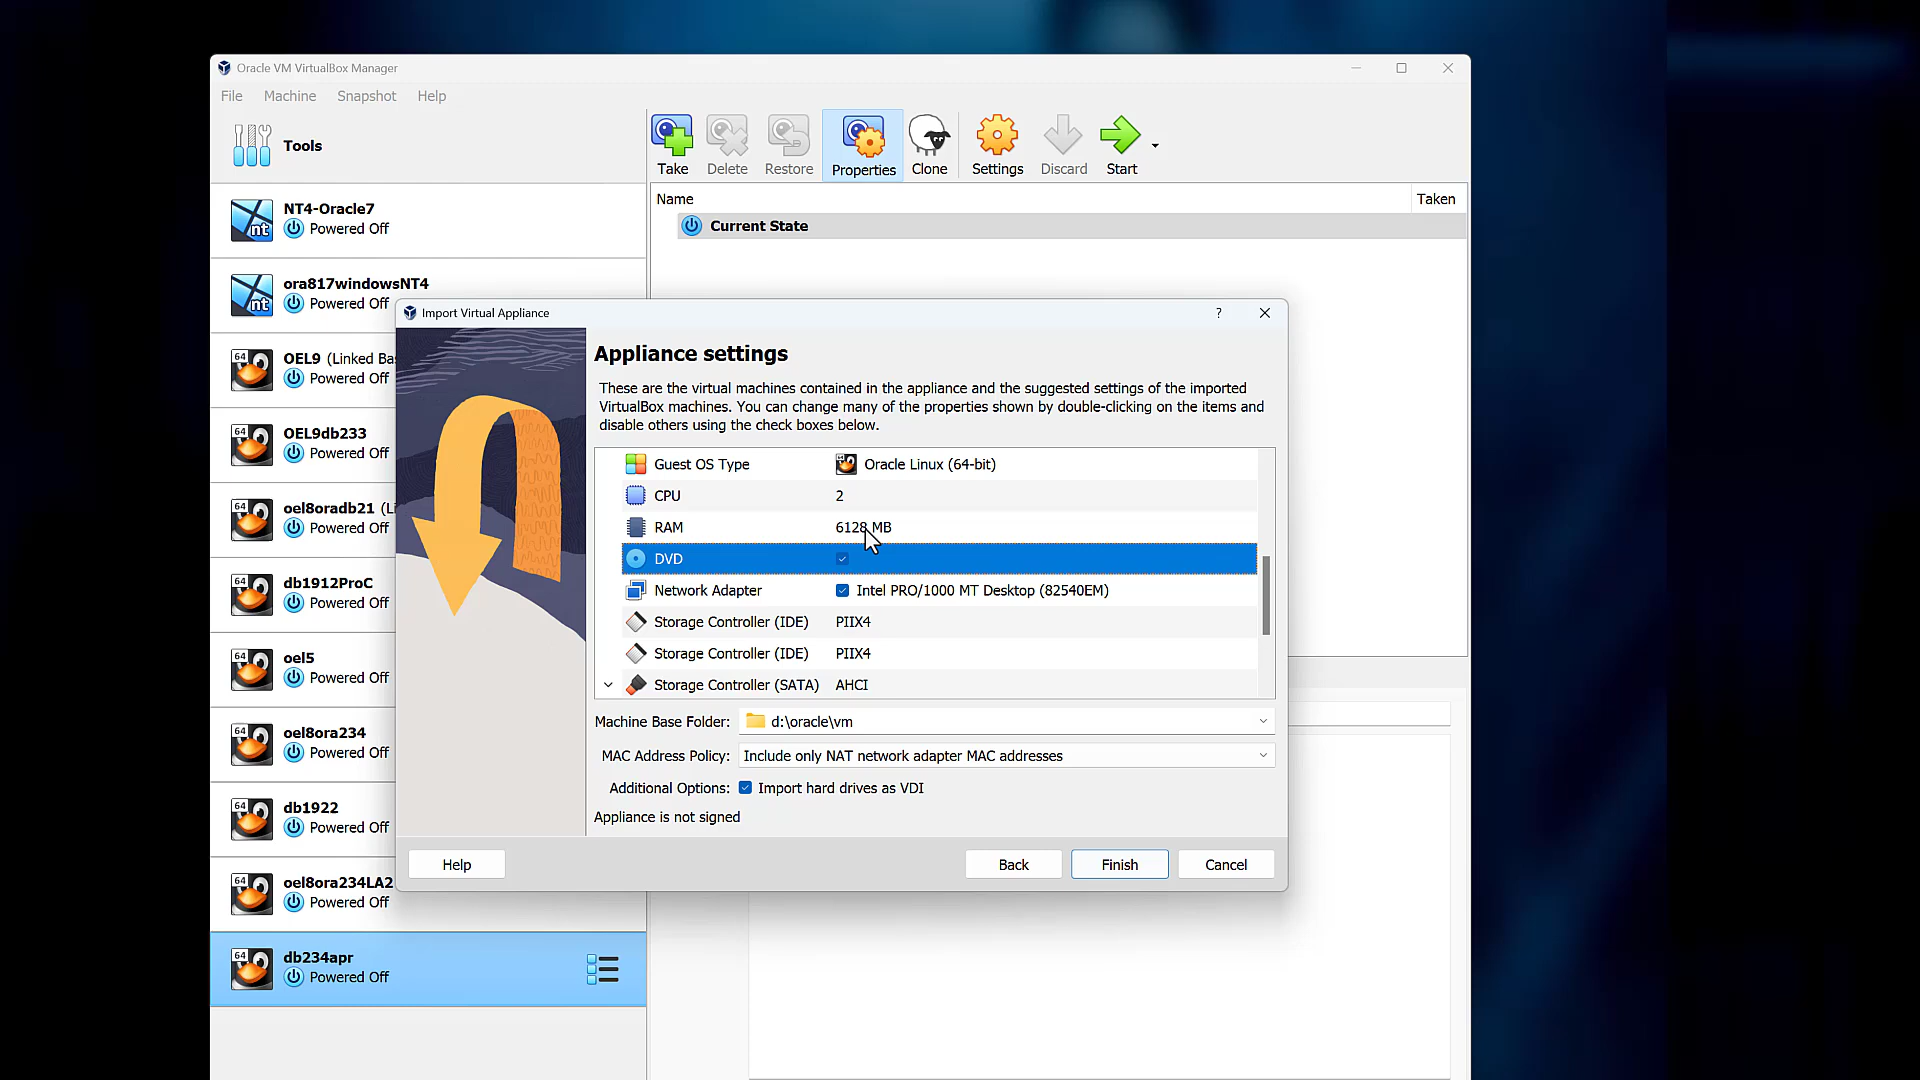 Oracle VM VirtualBox Manager
File Machine Snapshot Help
Tools
Take Delete Restore Properties Clone Settings Discard Start
Name Taken
Current State
NT4-Oracle7
Powered Off
ora817windowsNT4
Powered Off
OEL9 (Linked Ba
Powered Off
OEL9db233
Powered Off
oel8oradb21 (L
Powered Off
db1912ProC
Powered Off
oel5
Powered Off
oel8ora234
Powered Off
db1922
Powered Off
oel8ora234LA2
Powered Off
db234apr
Powered Off
Import Virtual Appliance ?
Appliance settings
These are the virtual machines contained in the appliance and the suggested settings of the imported
VirtualBox machines. You can change many of the properties shown by double-clicking on the items and
disable others using the check boxes below.
Guest OS Type Oracle Linux (64-bit)
CPU 2
RAM 6128 MB
DVD
Network Adapter Intel PRO/1000 MT Desktop (82540EM)
Storage Controller (IDE) PIIX4
Storage Controller (IDE) PIIX4
Storage Controller (SATA) AHCI
Machine Base Folder: d:\oracle\vm
MAC Address Policy: Include only NAT network adapter MAC addresses
Additional Options: Import hard drives as VDI
Appliance is not signed
Help Back Finish Cancel